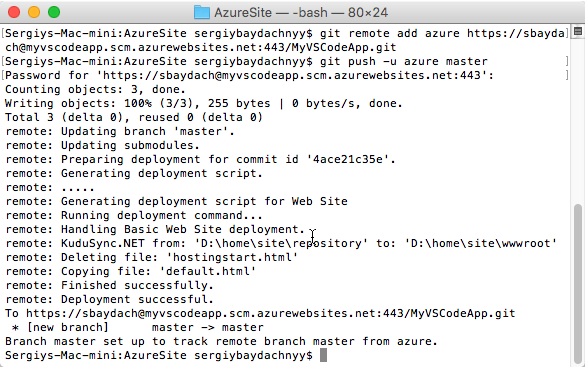 AzureSite — -bash — 80×24
[Sergiys-Mac-mini:AzureSite sergiybaydachnyy$ git remote add azure https://sbayda]
ch@myvscodeapp.scm.azurewebsites.net:443/MyVSCodeApp.git
[Sergiys-Mac-mini:AzureSite sergiybaydachnyy$ git push -u azure master ]
[Password for 'https://sbaydach@myvscodeapp.scm.azurewebsites.net:443': ]
Counting objects: 3, done.
Writing objects: 100% (3/3), 255 bytes | 0 bytes/s, done.
Total 3 (delta 0), reused 0 (delta 0)
remote: Updating branch 'master'.
remote: Updating submodules.
remote: Preparing deployment for commit id '4ace21c35e'.
remote: Generating deployment script.
remote: .....
remote: Generating deployment script for Web Site
remote: Running deployment command...
remote: Handling Basic Web Site deployment.
remote: KuduSync.NET from: 'D:\home\site\repository' to: 'D:\home\site\wwwroot'
remote: Deleting file: 'hostingstart.html'
remote: Copying file: 'default.html'
remote: Finished successfully.
remote: Deployment successful.
To https://sbaydach@myvscodeapp.scm.azurewebsites.net:443/MyVSCodeApp.git
 * [new branch]      master -> master
Branch master set up to track remote branch master from azure.
Sergiys-Mac-mini:AzureSite sergiybaydachnyy$